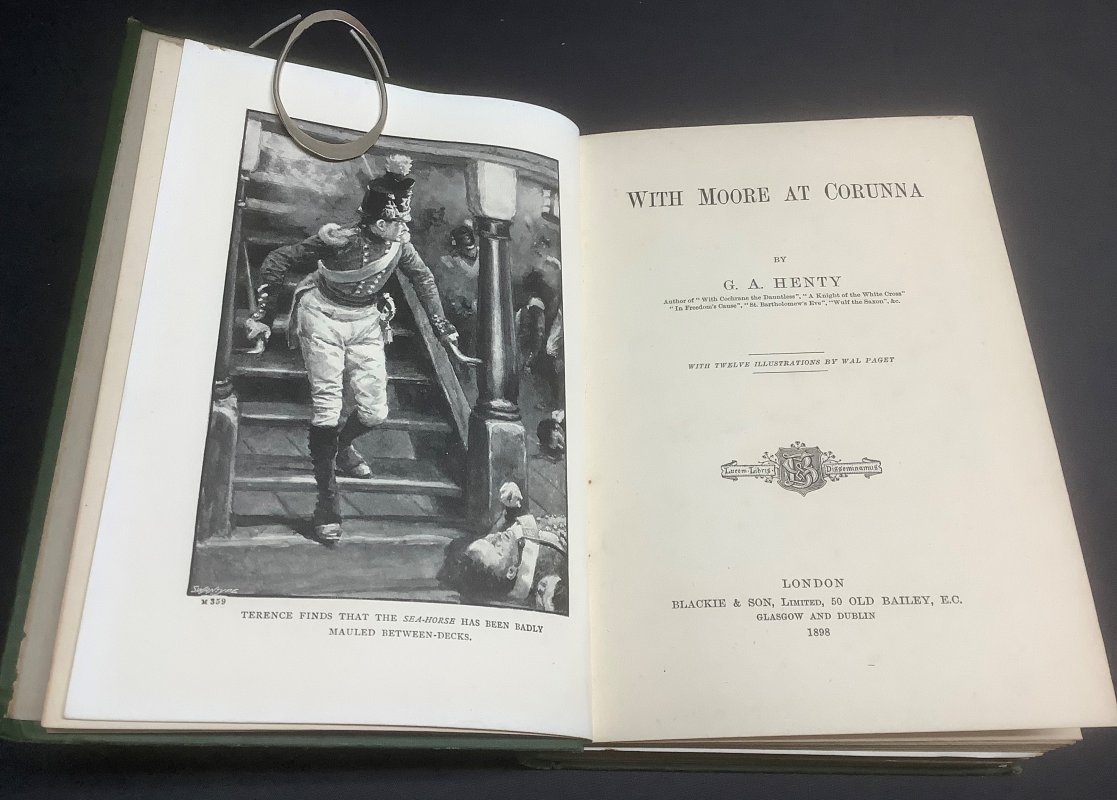 M 359
TERENCE FINDS THAT THE SEA-HORSE HAS BEEN BADLY
MAULED BETWEEN-DECKS.
WITH MOORE AT CORUNNA
BY
G. A. HENTY
Author of "With Cochrane the Dauntless", "A Knight of the White Cross"
"In Freedom's Cause", "St. Bartholomew's Eve", "Wulf the Saxon", &c.
WITH TWELVE ILLUSTRATIONS BY WAL PAGET
Lucem Libris Disseminamus
LONDON
BLACKIE & SON, LIMITED, 50 OLD BAILEY, E.C.
GLASGOW AND DUBLIN
1898